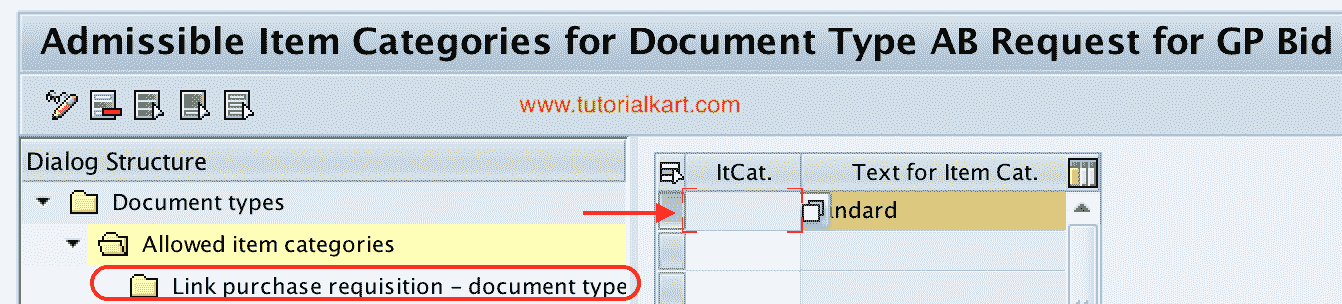 Admissible Item Categories for Document Type AB Request for GP Bid
www.tutorialkart.com
Dialog Structure
ItCat.
Text for Item Cat.
Document types
ndard
Allowed item categories
Link purchase requisition – document type